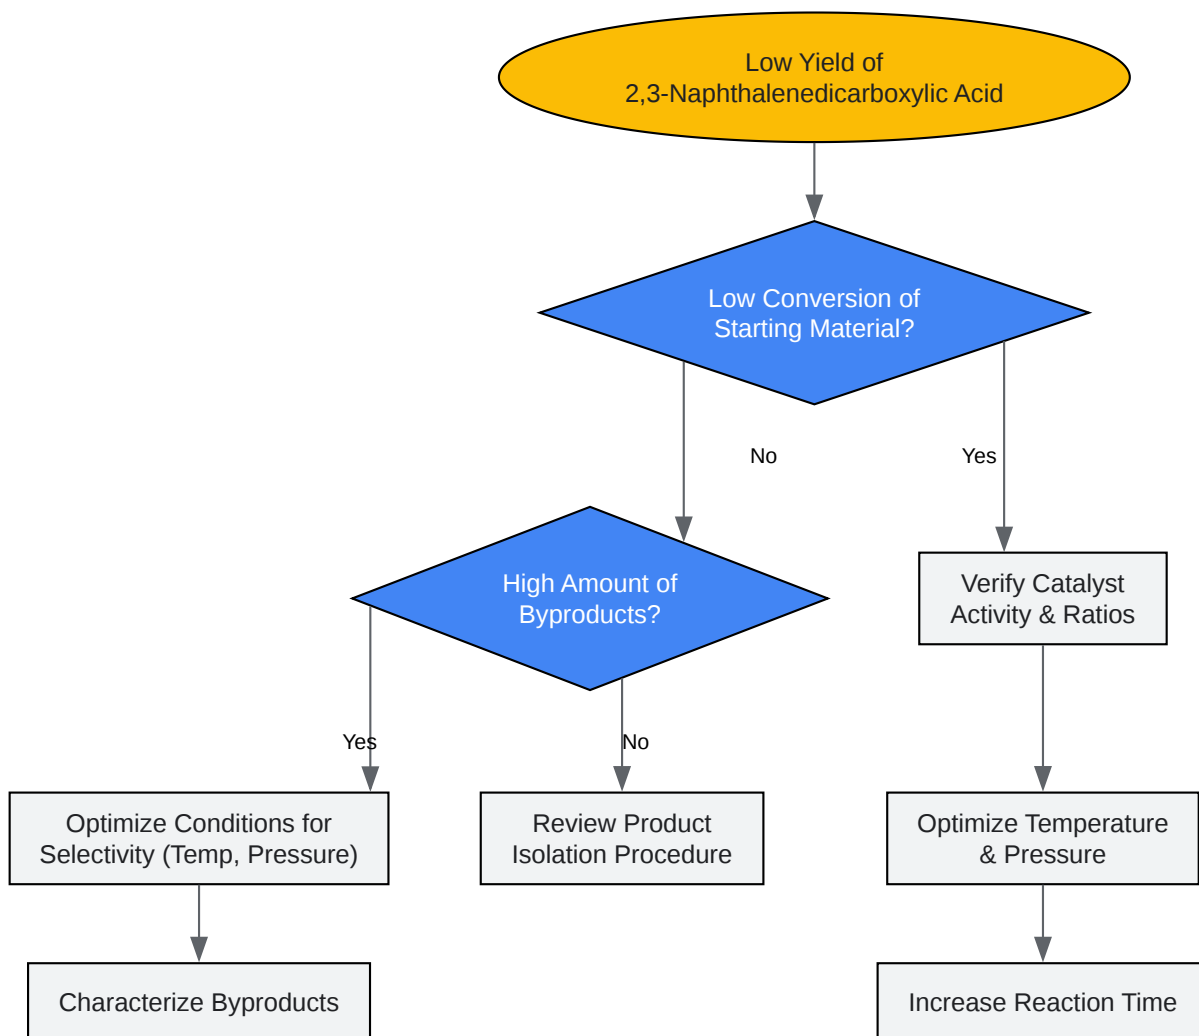 Low Yield of
2,3-Naphthalenedicarboxylic Acid
Low Conversion of
Starting Material?
No
Yes
High Amount of
Byproducts?
Verify Catalyst
Activity & Ratios
Yes
No
Optimize Conditions for
Selectivity (Temp, Pressure)
Review Product
Isolation Procedure
Optimize Temperature
& Pressure
Characterize Byproducts
Increase Reaction Time